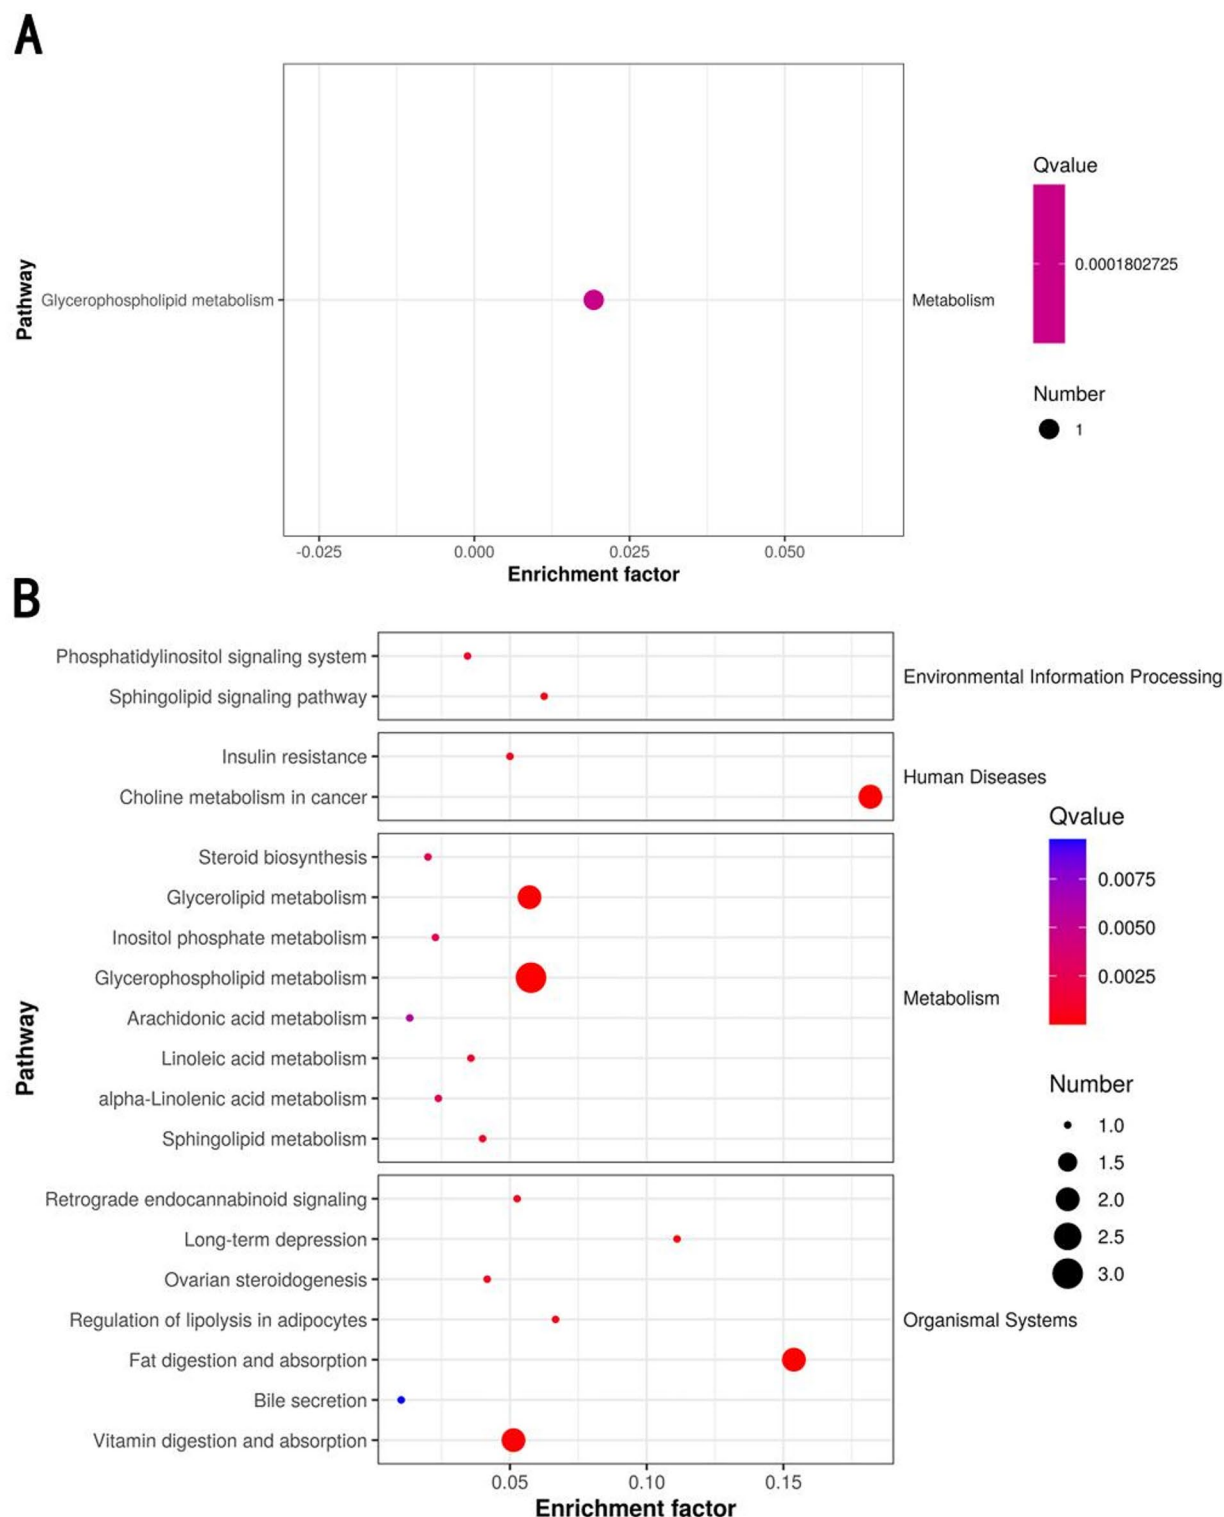 A
Pathway
Glycerophospholipid metabolism
Metabolism
-0.025 0.000 0.025 0.050
Enrichment factor
Qvalue
0.0001802725
Number
1
B
Pathway
Phosphatidylinositol signaling system
Sphingolipid signaling pathway
Environmental Information Processing
Insulin resistance
Choline metabolism in cancer
Human Diseases
Steroid biosynthesis
Glycerolipid metabolism
Inositol phosphate metabolism
Glycerophospholipid metabolism
Arachidonic acid metabolism
Linoleic acid metabolism
alpha-Linolenic acid metabolism
Sphingolipid metabolism
Metabolism
Retrograde endocannabinoid signaling
Long-term depression
Ovarian steroidogenesis
Regulation of lipolysis in adipocytes
Fat digestion and absorption
Bile secretion
Vitamin digestion and absorption
Organismal Systems
0.05 0.10 0.15
Enrichment factor
Qvalue
0.0075
0.0050
0.0025
Number
1.0
1.5
2.0
2.5
3.0